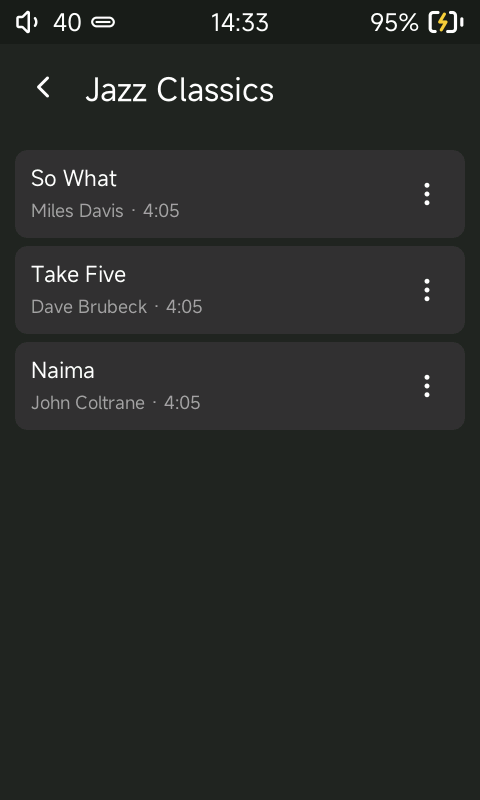 40 14:33 95%
Jazz Classics
So What
Miles Davis · 4:05
Take Five
Dave Brubeck · 4:05
Naima
John Coltrane · 4:05